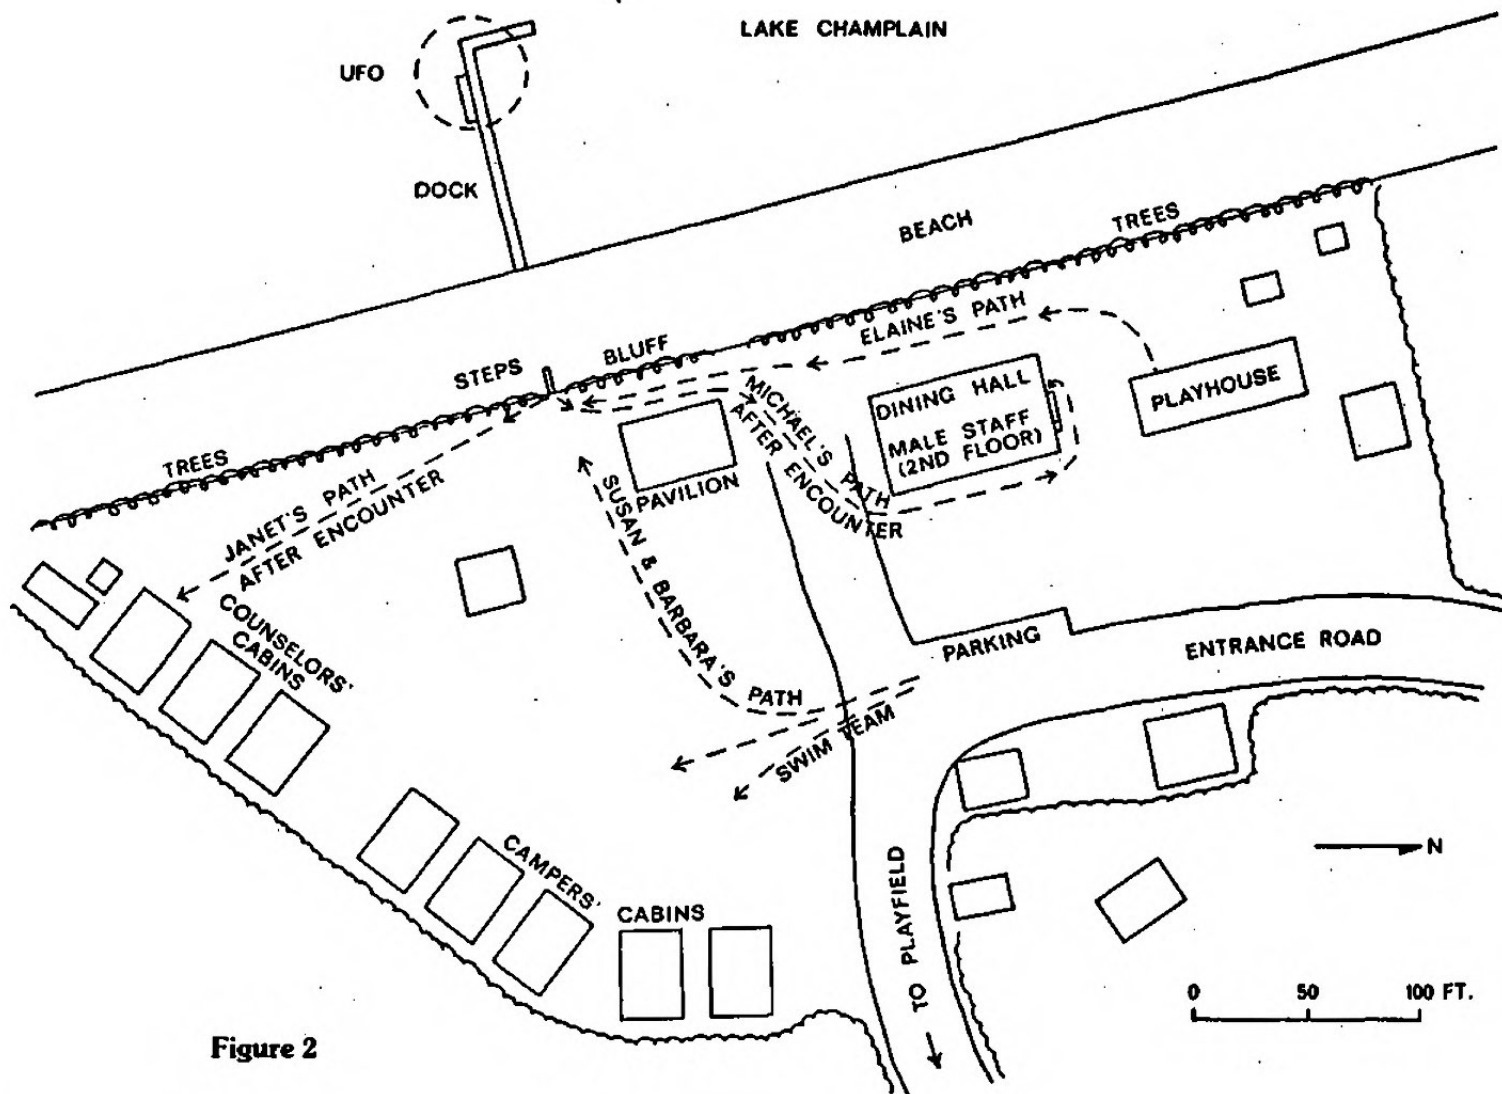 LAKE CHAMPLAIN
UFO
DOCK
BEACH
TREES
ELAINE'S PATH
STEPS
BLUFF
DINING HALL
MALE STAFF
(2ND FLOOR)
PLAYHOUSE
MICHAEL'S PATH
AFTER ENCOUNTER
PAVILION
TREES
JANET'S PATH
AFTER ENCOUNTER
SUSAN & BARBARA'S PATH
COUNSELORS'
CABINS
PARKING
ENTRANCE ROAD
SWIM TEAM
CAMPERS'
CABINS
TO PLAYFIELD
N
0 50 100 FT.
Figure 2